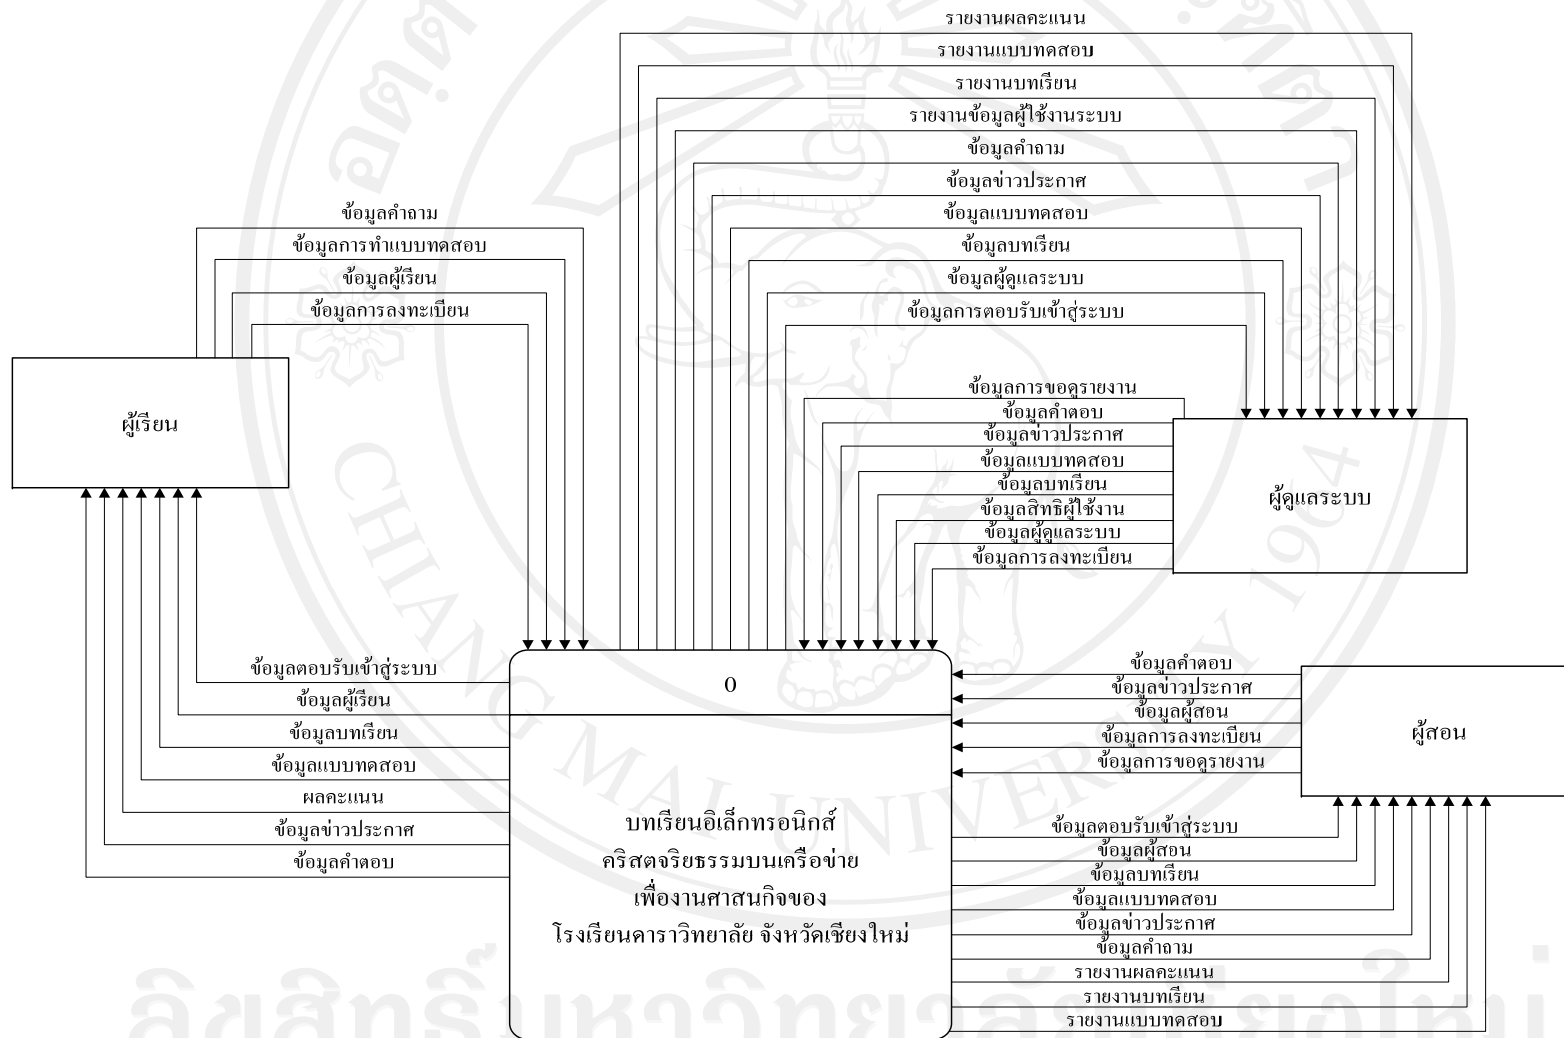 รายงานผลคะแนน
รายงานแบบทดสอบ
รายงานบทเรียน
รายงานข้อมูลผู้ใช้งานระบบ
ข้อมูลคำถาม
ข้อมูลข่าวประกาศ
ข้อมูลแบบทดสอบ
ข้อมูลบทเรียน
ข้อมูลผู้ดูแลระบบ
ข้อมูลการตอบรับเข้าสู่ระบบ
ข้อมูลคำถาม
ข้อมูลการทำแบบทดสอบ
ข้อมูลผู้เรียน
ข้อมูลการลงทะเบียน
ผู้เรียน
ข้อมูลการขอดูรายงาน
ข้อมูลคำตอบ
ข้อมูลข่าวประกาศ
ข้อมูลแบบทดสอบ
ข้อมูลบทเรียน
ข้อมูลสิทธิผู้ใช้งาน
ข้อมูลผู้ดูแลระบบ
ข้อมูลการลงทะเบียน
ผู้ดูแลระบบ
ข้อมูลตอบรับเข้าสู่ระบบ
ข้อมูลผู้เรียน
ข้อมูลบทเรียน
ข้อมูลแบบทดสอบ
ผลคะแนน
ข้อมูลข่าวประกาศ
ข้อมูลคำตอบ
0
บทเรียนอิเล็กทรอนิกส์
คริสตจริยธรรมบนเครือข่าย
เพื่องานศาสนกิจของ
โรงเรียนดาราวิทยาลัย จังหวัดเชียงใหม่
ข้อมูลคำตอบ
ข้อมูลข่าวประกาศ
ข้อมูลผู้สอน
ข้อมูลการลงทะเบียน
ข้อมูลการขอดูรายงาน
ผู้สอน
ข้อมูลตอบรับเข้าสู่ระบบ
ข้อมูลผู้สอน
ข้อมูลบทเรียน
ข้อมูลแบบทดสอบ
ข้อมูลข่าวประกาศ
ข้อมูลคำถาม
รายงานผลคะแนน
รายงานบทเรียน
รายงานแบบทดสอบ
CHIANG MAI UNIVERSITY 1964
ลิขสิทธิ์มหาวิทยาลัยเชียงใหม่